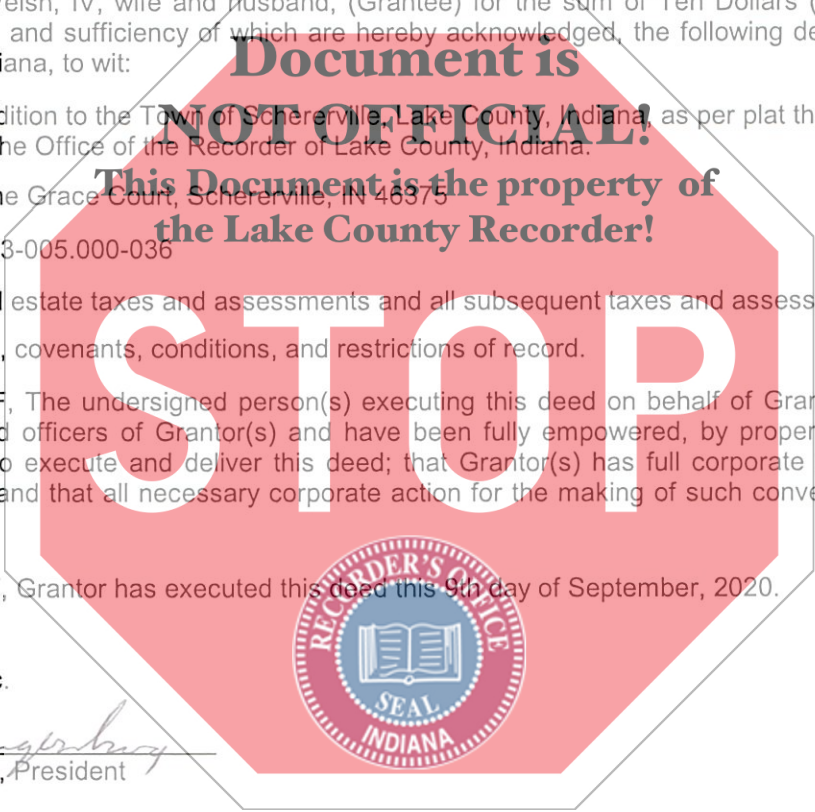 elsh, IV, wife and husband, (Grantee) for the sum of Ten Dollars (
and sufficiency of which are hereby acknowledged, the following de
iana, to wit:
Document is
NOT OFFICIAL!
This Document is the property of
the Lake County Recorder!
dition to the Town of Schererville, Lake County, Indiana, as per plat th
he Office of the Recorder of Lake County, Indiana.
e Grace Court, Schererville, IN 46375
3-005.000-036
estate taxes and assessments and all subsequent taxes and assess
, covenants, conditions, and restrictions of record.
STOP
F, The undersigned person(s) executing this deed on behalf of Gran
d officers of Grantor(s) and have been fully empowered, by proper
o execute and deliver this deed; that Grantor(s) has full corporate
and that all necessary corporate action for the making of such conve
, Grantor has executed this deed this 9th day of September, 2020.
RECORDER'S OFFICE
SEAL
INDIANA
c.
, President